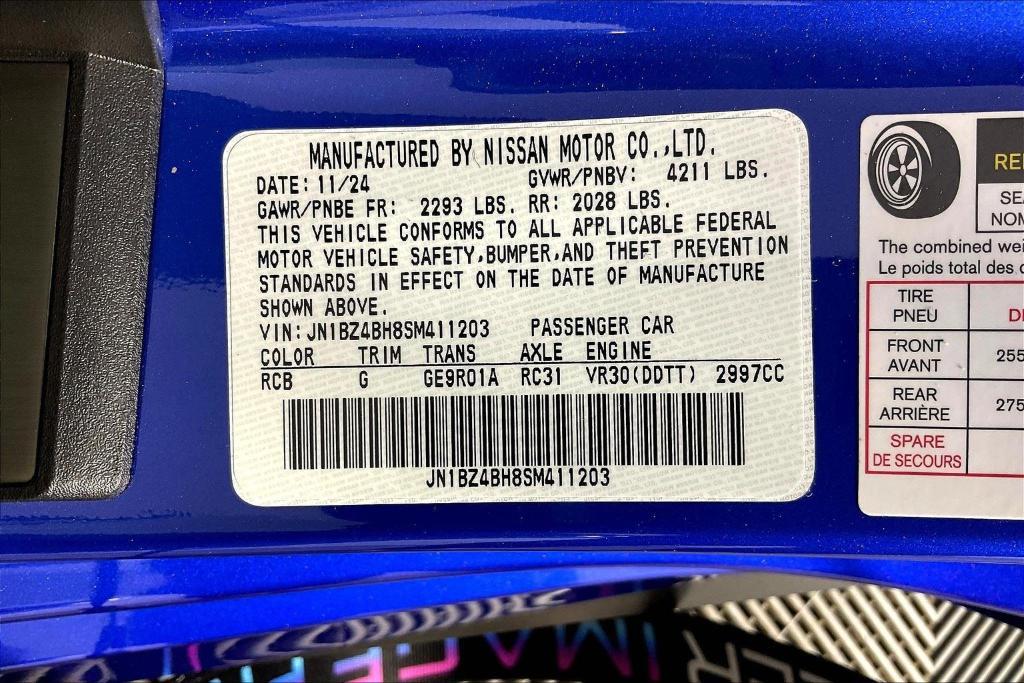 MANUFACTURED BY NISSAN MOTOR CO.,LTD.
DATE: 11/24 GVWR/PNBV: 4211 LBS.
GAWR/PNBE FR: 2293 LBS. RR: 2028 LBS.
THIS VEHICLE CONFORMS TO ALL APPLICABLE FEDERAL
MOTOR VEHICLE SAFETY,BUMPER,AND THEFT PREVENTION
STANDARDS IN EFFECT ON THE DATE OF MANUFACTURE
SHOWN ABOVE.
VIN: JN1BZ4BH8SM411203 PASSENGER CAR
COLOR TRIM TRANS AXLE ENGINE
RCB G GE9R01A RC31 VR30(DDTT) 2997CC
JN1BZ4BH8SM411203
The combined
Le poids total des
TIRE
PNEU
FRONT
AVANT
255
REAR
ARRIÈRE
275
SPARE
DE SECOURS